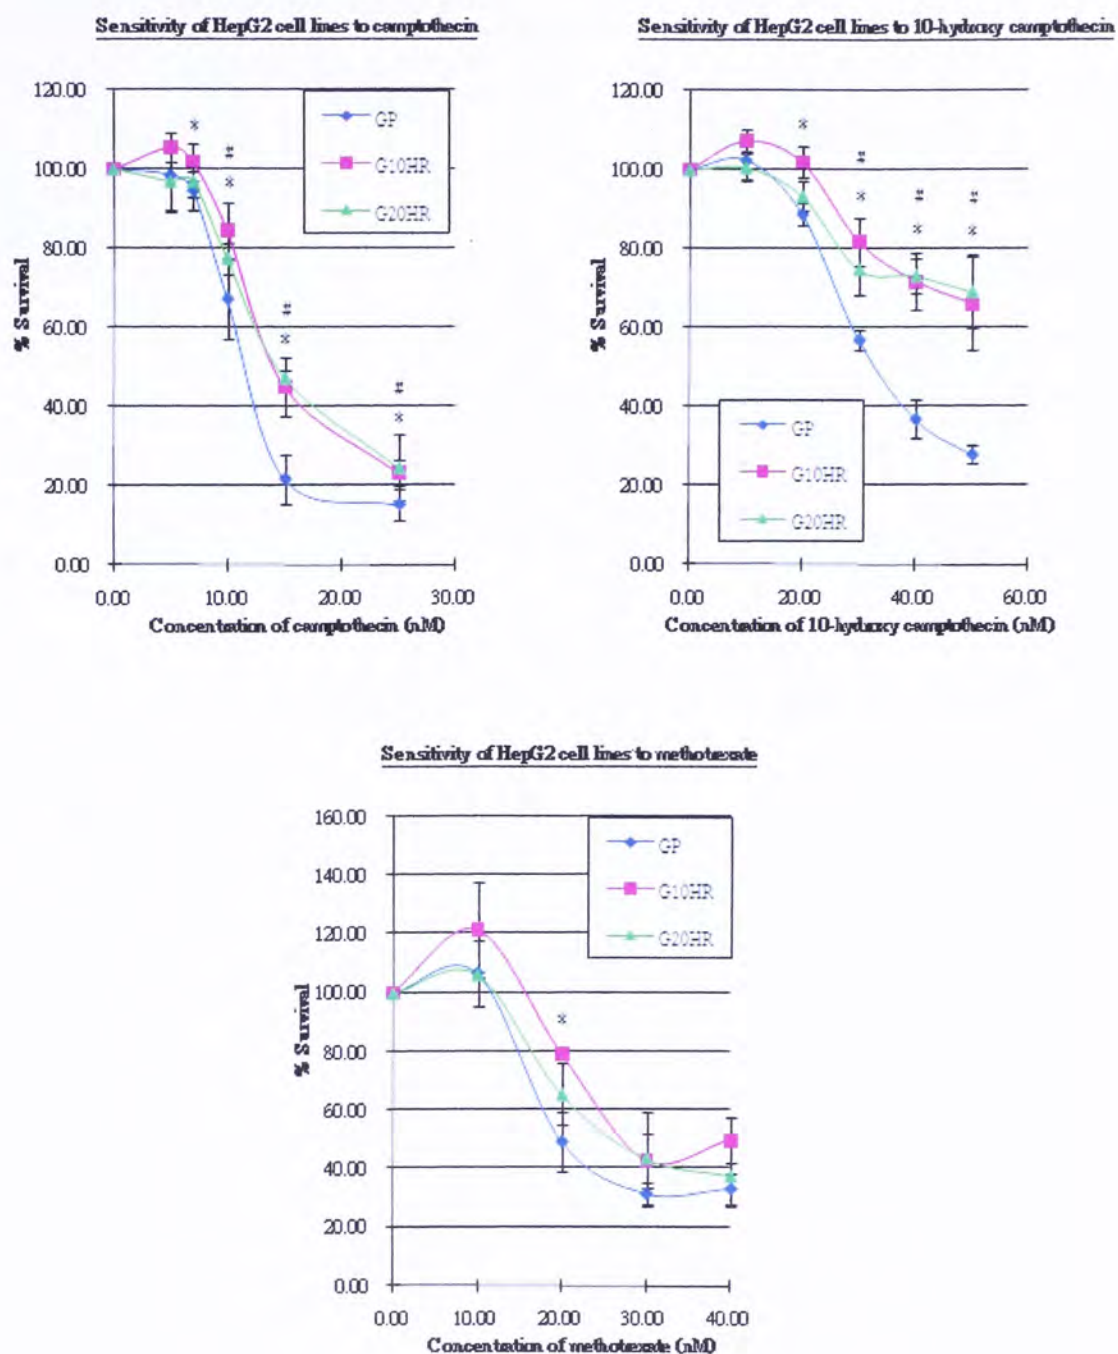 Sensitivity of HepG2 cell lines to camptothecin
120.00
100.00
80.00
60.00
40.00
20.00
0.00
% Survival
GP
G10HR
G20HR
*
#
*
#
*
#
*
0.00 10.00 20.00 30.00
Concentration of camptothecin (nM)
Sensitivity of HepG2 cell lines to 10-hydroxy camptothecin
120.00
100.00
80.00
60.00
40.00
20.00
0.00
% Survival
*
#
*
#
*
#
*
GP
G10HR
G20HR
0.00 20.00 40.00 60.00
Concentration of 10-hydroxy camptothecin (nM)
Sensitivity of HepG2 cell lines to methotrexate
160.00
140.00
120.00
100.00
80.00
60.00
40.00
20.00
0.00
% Survival
GP
G10HR
G20HR
*
0.00 10.00 20.00 30.00 40.00
Concentration of methotrexate (nM)